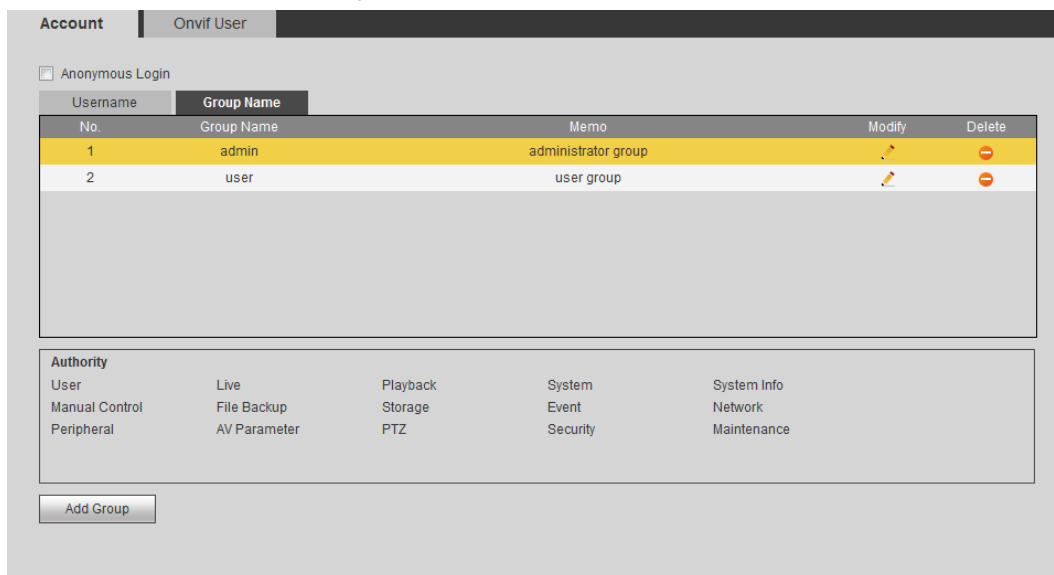 Account Onvif User
Anonymous Login
Username Group Name
No. Group Name Memo Modify Delete
1 admin administrator group
2 user user group
Authority
User Live Playback System System Info
Manual Control File Backup Storage Event Network
Peripheral AV Parameter PTZ Security Maintenance
Add Group